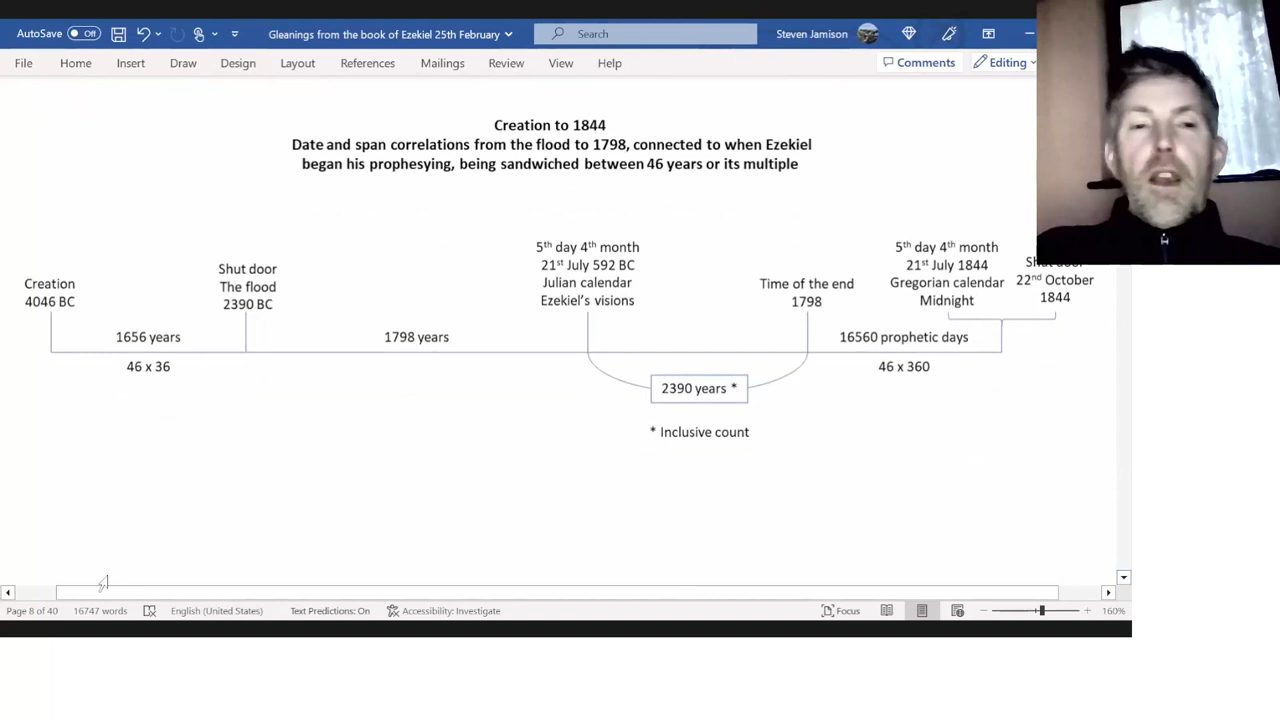 AutoSave Off Gleanings from the book of Ezekiel 25th February Search Steven Jamison
File Home Insert Draw Design Layout References Mailings Review View Help Comments Editing
Creation to 1844
Date and span correlations from the flood to 1798, connected to when Ezekiel
began his prophesying, being sandwiched between 46 years or its multiple
Creation
4046 BC
Shut door
The flood
2390 BC
5th day 4th month
21st July 592 BC
Julian calendar
Ezekiel's visions
Time of the end
1798
5th day 4th month
21st July 1844
Gregorian calendar
Midnight
Shut door
22nd October
1844
1656 years
1798 years
16560 prophetic days
46 x 36
46 x 360
2390 years *
* Inclusive count
Page 8 of 40 16747 words English (United States) Text Predictions: On Accessibility: Investigate Focus 160%